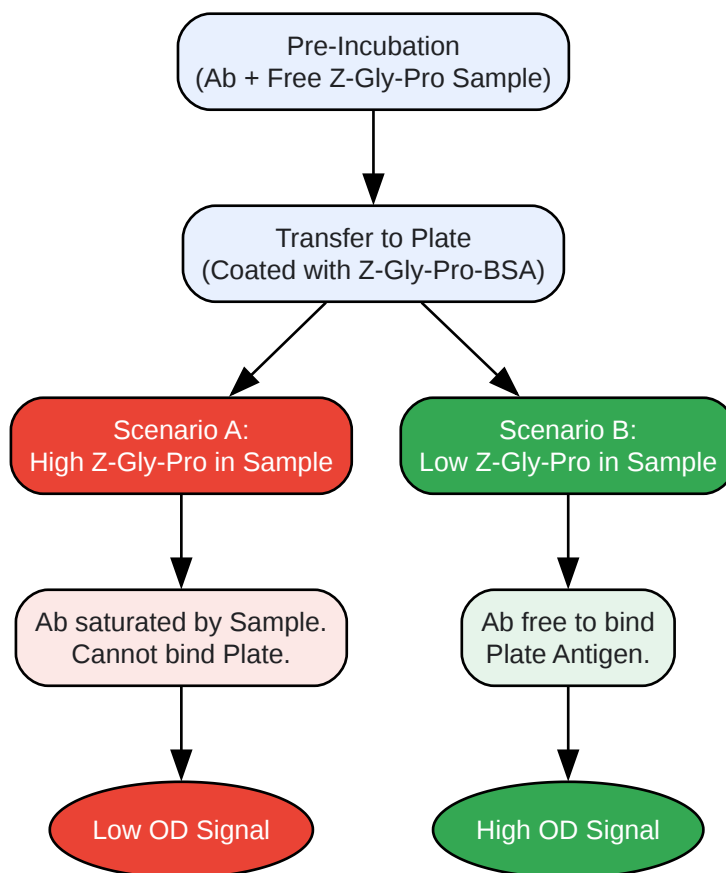 Pre-Incubation
(Ab + Free Z-Gly-Pro Sample)
Transfer to Plate
(Coated with Z-Gly-Pro-BSA)
Scenario A:
High Z-Gly-Pro in Sample
Scenario B:
Low Z-Gly-Pro in Sample
Ab saturated by Sample.
Cannot bind Plate.
Ab free to bind
Plate Antigen.
Low OD Signal
High OD Signal